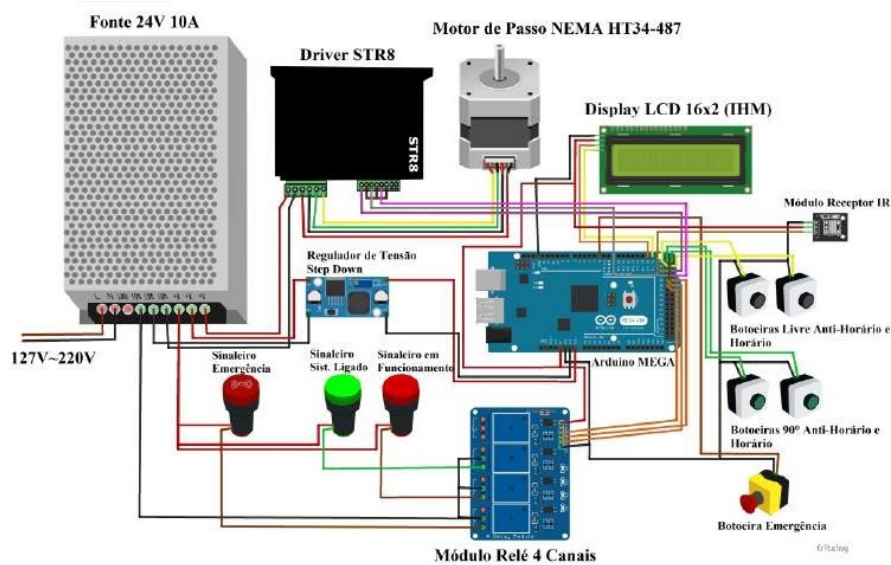 Fonte 24V 10A
Motor de Passo NEMA HT34-487
Driver STR8
STR8
Display LCD 16x2 (IHM)
Módulo Receptor IR
Regulador de Tensão
Step Down
127V~220V
Sinaleiro
Emergência
Sinaleiro
Sist. Ligado
Sinaleiro em
Funcionamento
Arduino MEGA
Botoeiras Livre Anti-Horário e
Horário
Botoeiras 90° Anti-Horário e
Horário
Botoeira Emergência
Módulo Relé 4 Canais
fritzing